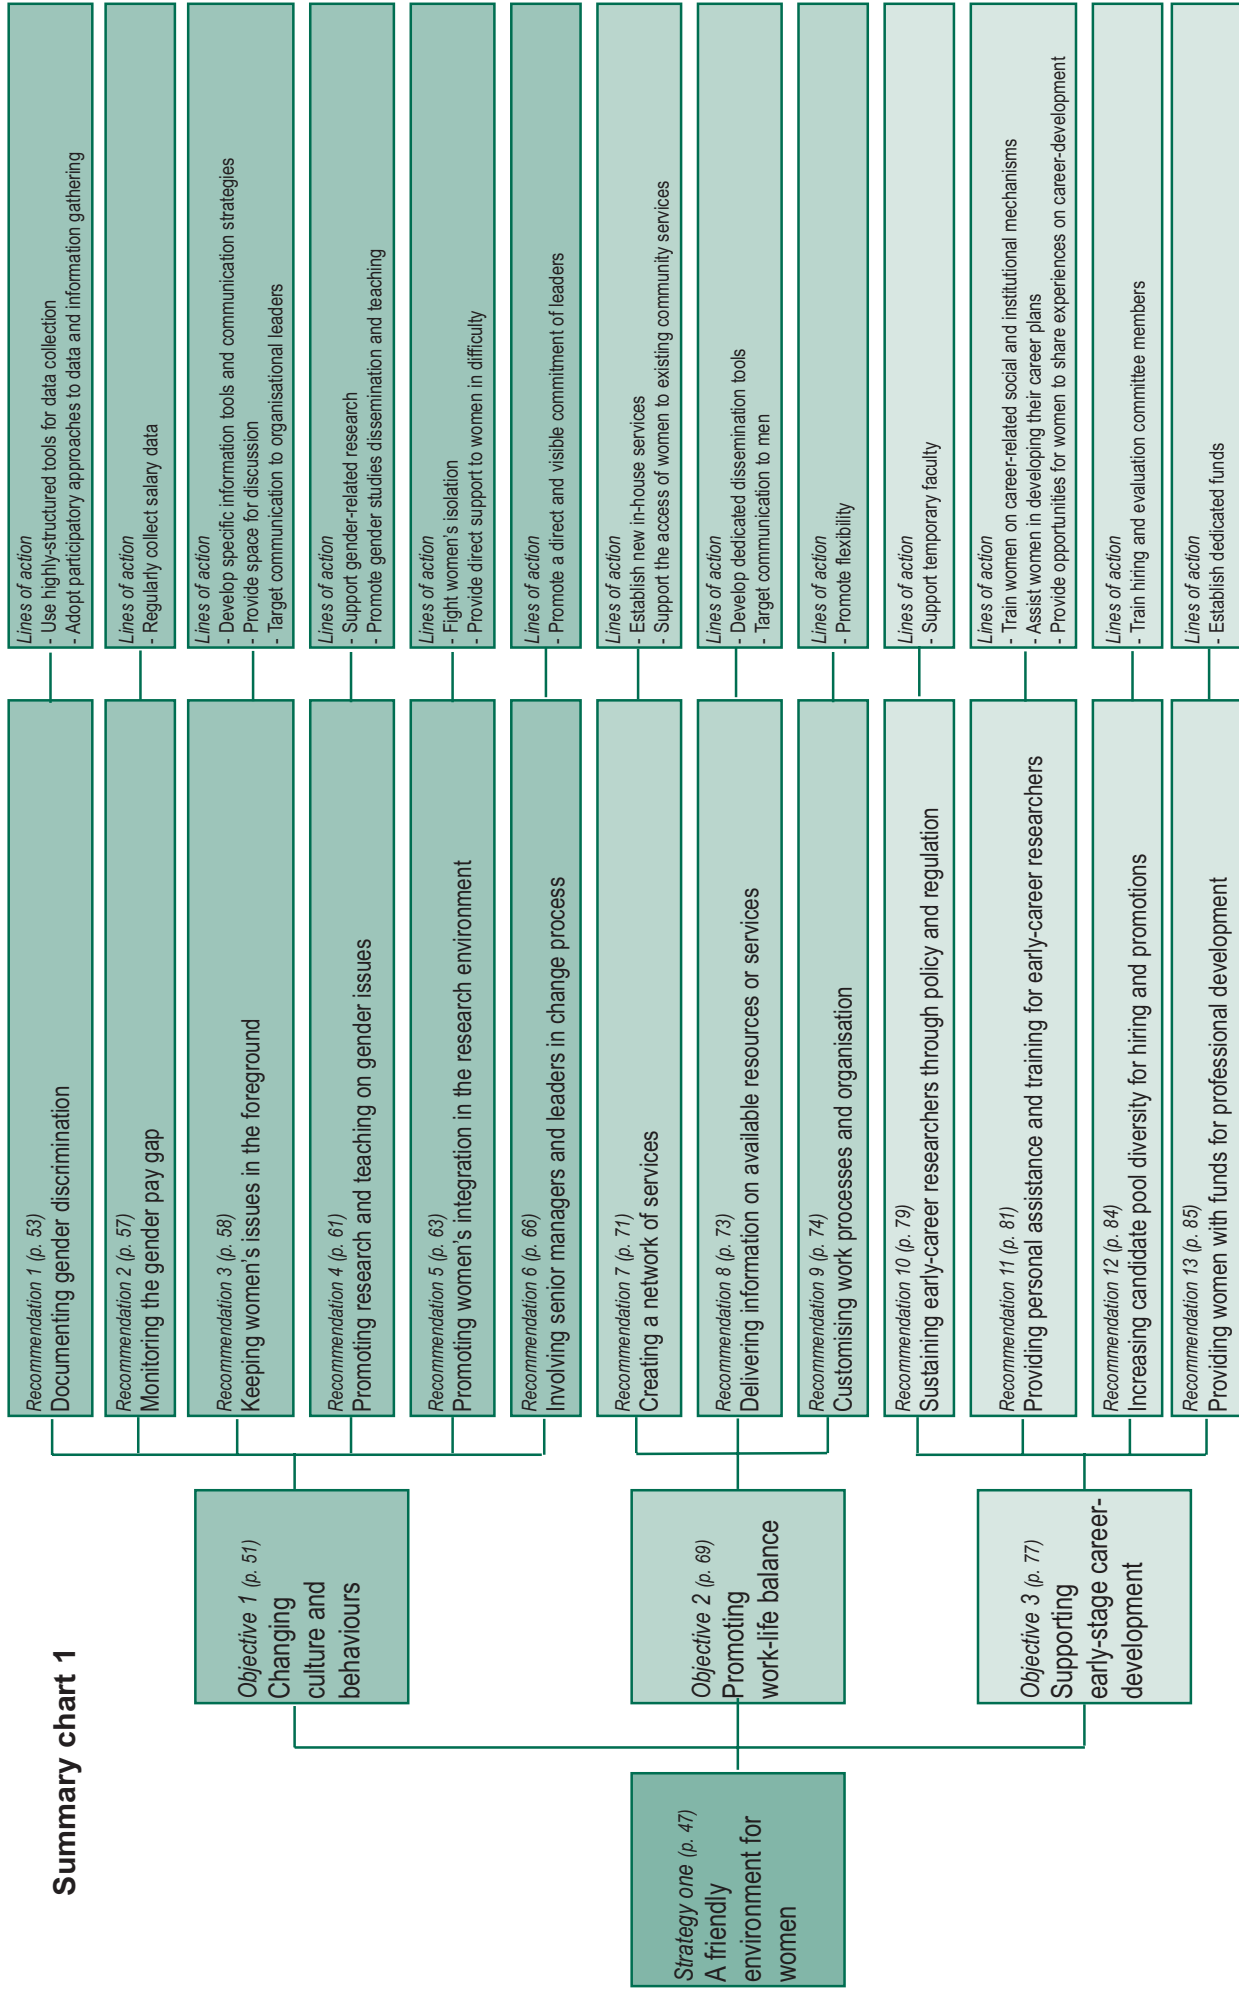 Summary chart 1
Strategy one (p. 47)
A friendly
environment for
women
Objective 1 (p. 51)
Changing
culture and
behaviours
Recommendation 1 (p. 53)
Documenting gender discrimination
Lines of action
- Use highly-structured tools for data collection
- Adopt participatory approaches to data and information gathering
Recommendation 2 (p. 57)
Monitoring the gender pay gap
Lines of action
- Regularly collect salary data
Recommendation 3 (p. 58)
Keeping women's issues in the foreground
Lines of action
- Develop specific information tools and communication strategies
- Provide space for discussion
- Target communication to organisational leaders
Recommendation 4 (p. 61)
Promoting research and teaching on gender issues
Lines of action
- Support gender-related research
- Promote gender studies dissemination and teaching
Recommendation 5 (p. 63)
Promoting women's integration in the research environment
Lines of action
- Fight women's isolation
- Provide direct support to women in difficulty
Recommendation 6 (p. 66)
Involving senior managers and leaders in change process
Lines of action
- Promote a direct and visible commitment of leaders
Objective 2 (p. 69)
Promoting
work-life balance
Recommendation 7 (p. 71)
Creating a network of services
Lines of action
- Establish new in-house services
- Support the access of women to existing community services
Recommendation 8 (p. 73)
Delivering information on available resources or services
Lines of action
- Develop dedicated dissemination tools
- Target communication to men
Recommendation 9 (p. 74)
Customising work processes and organisation
Lines of action
- Promote flexibility
Objective 3 (p. 77)
Supporting
early-stage career-
development
Recommendation 10 (p. 79)
Sustaining early-career researchers through policy and regulation
Lines of action
- Support temporary faculty
Recommendation 11 (p. 81)
Providing personal assistance and training for early-career researchers
Lines of action
- Train women on career-related social and institutional mechanisms
- Assist women in developing their career plans
- Provide opportunities for women to share experiences on career-development
Recommendation 12 (p. 84)
Increasing candidate pool diversity for hiring and promotions
Lines of action
- Train hiring and evaluation committee members
Recommendation 13 (p. 85)
Providing women with funds for professional development
Lines of action
- Establish dedicated funds